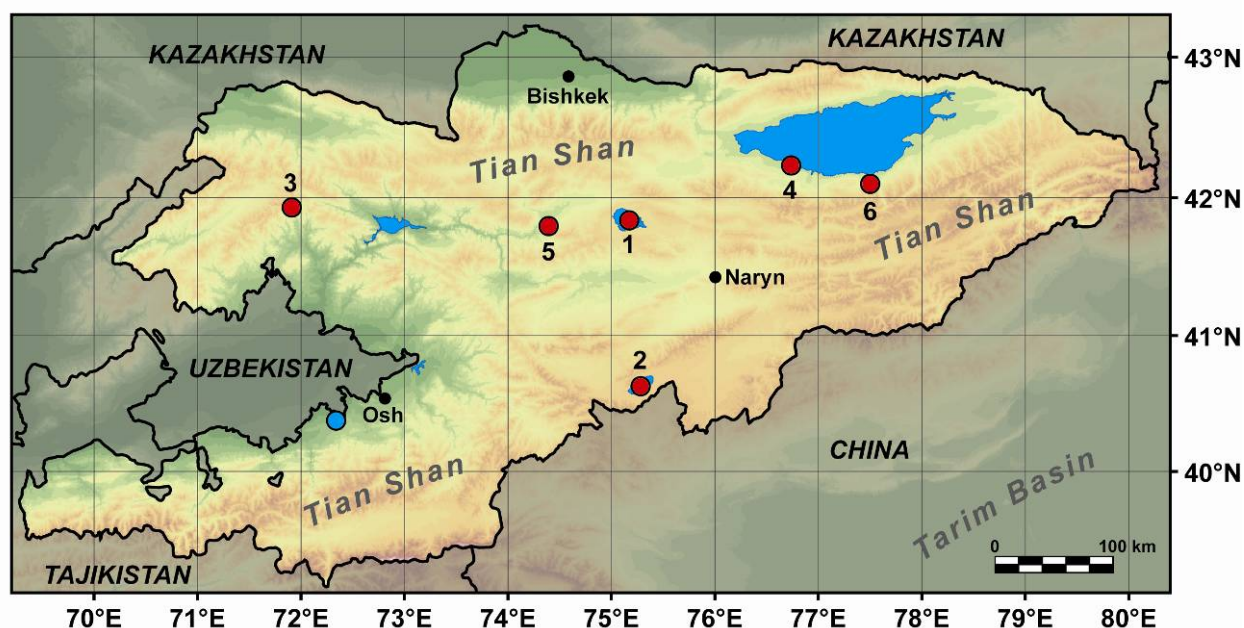 KAZAKHSTAN
KAZAKHSTAN
43°N
Bishkek
Tian Shan
3
4
6
42°N
5
1
Tian Shan
Naryn
41°N
2
UZBEKISTAN
Osh
CHINA
40°N
Tian Shan
Tarim Basin
0 100 km
TAJIKISTAN
70°E 71°E 72°E 73°E 74°E 75°E 76°E 77°E 78°E 79°E 80°E